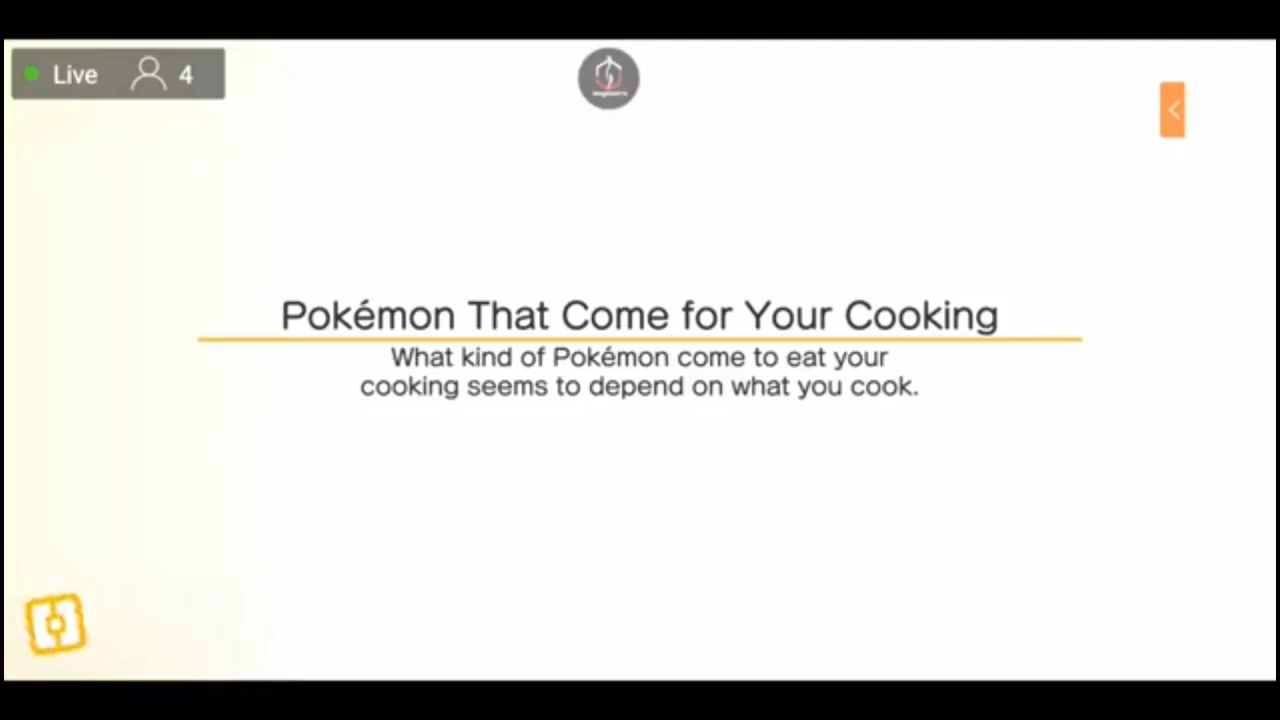 Live 4
Pokémon That Come for Your Cooking
What kind of Pokémon come to eat your
cooking seems to depend on what you cook.